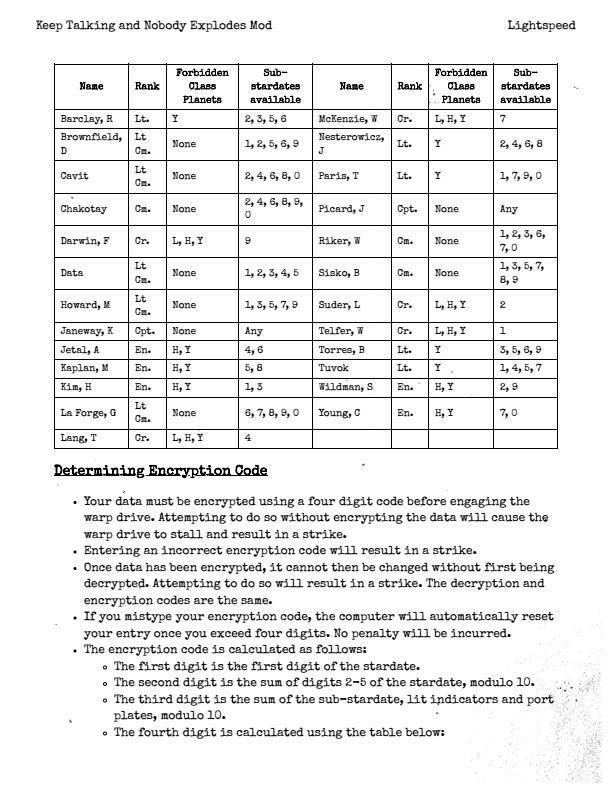 Keep Talking and Nobody Explodes Mod Lightspeed
Name Rank Forbidden Class Planets Sub-stardates available Name Rank Forbidden Class Planets Sub-stardates available
Barclay, R Lt. Y 2, 3, 5, 6 McKenzie, W Cr. L, H, Y 7
Brownfield, D Lt Cm. None 1, 2, 5, 6, 9 Nesterowicz, J Lt. Y 2, 4, 6, 8
Cavit Lt Cm. None 2, 4, 6, 8, 0 Paris, T Lt. Y 1, 7, 9, 0
Chakotay Cm. None 2, 4, 6, 8, 9, 0 Picard, J Cpt. None Any
Darwin, F Cr. L, H, Y 9 Riker, W Cm. None 1, 2, 3, 6, 7, 0
Data Lt Cm. None 1, 2, 3, 4, 5 Sisko, B Cm. None 1, 3, 5, 7, 8, 9
Howard, M Lt Cm. None 1, 3, 5, 7, 9 Suder, L Cr. L, H, Y 2
Janeway, K Cpt. None Any Telfer, W Cr. L, H, Y 1
Jetal, A En. H, Y 4, 6 Torres, B Lt. Y 3, 5, 6, 9
Kaplan, M En. H, Y 5, 8 Tuvok Lt. Y 1, 4, 5, 7
Kim, H En. H, Y 1, 3 Wildman, S En. H, Y 2, 9
La Forge, G Lt Cm. None 6, 7, 8, 9, 0 Young, C En. H, Y 7, 0
Lang, T Cr. L, H, Y 4
Determining Encryption Code
• Your data must be encrypted using a four digit code before engaging the
warp drive. Attempting to do so without encrypting the data will cause the
warp drive to stall and result in a strike.
• Entering an incorrect encryption code will result in a strike.
• Once data has been encrypted, it cannot then be changed without first being
decrypted. Attempting to do so will result in a strike. The decryption and
encryption codes are the same.
• If you mistype your encryption code, the computer will automatically reset
your entry once you exceed four digits. No penalty will be incurred.
• The encryption code is calculated as follows:
◦ The first digit is the first digit of the stardate.
◦ The second digit is the sum of digits 2-5 of the stardate, modulo 10.
◦ The third digit is the sum of the sub-stardate, lit indicators and port
plates, modulo 10.
◦ The fourth digit is calculated using the table below: